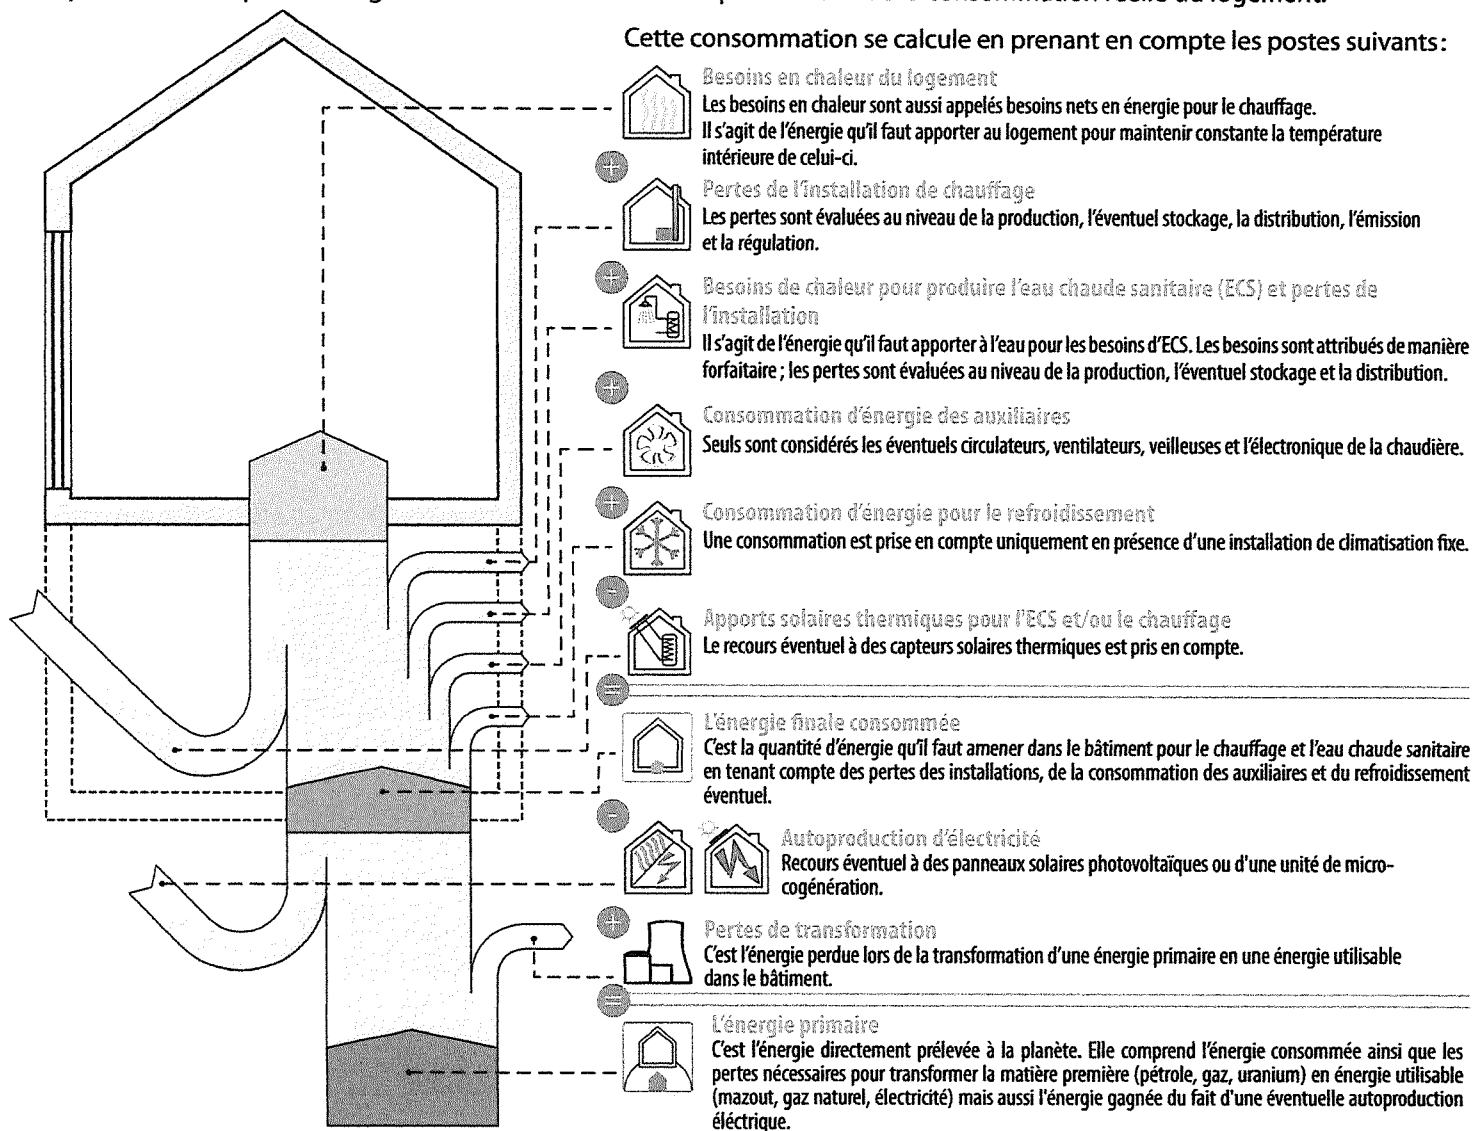 consommation réelle du logement.
Cette consommation se calcule en prenant en compte les postes suivants:
Besoins en chaleur du logement
Les besoins en chaleur sont aussi appelés besoins nets en énergie pour le chauffage.
Il s'agit de l'énergie qu'il faut apporter au logement pour maintenir constante la température
intérieure de celui-ci.
+
Pertes de l'installation de chauffage
Les pertes sont évaluées au niveau de la production, l'éventuel stockage, la distribution, l'émission
et la régulation.
+
Besoins de chaleur pour produire l'eau chaude sanitaire (ECS) et pertes de
l'installation
Il s'agit de l'énergie qu'il faut apporter à l'eau pour les besoins d'ECS. Les besoins sont attribués de manière
forfaitaire ; les pertes sont évaluées au niveau de la production, l'éventuel stockage et la distribution.
+
Consommation d'énergie des auxiliaires
Seuls sont considérés les éventuels circulateurs, ventilateurs, veilleuses et l'électronique de la chaudière.
+
Consommation d'énergie pour le refroidissement
Une consommation est prise en compte uniquement en présence d'une installation de climatisation fixe.
-
Apports solaires thermiques pour l'ECS et/ou le chauffage
Le recours éventuel à des capteurs solaires thermiques est pris en compte.
=
L'énergie finale consommée
C'est la quantité d'énergie qu'il faut amener dans le bâtiment pour le chauffage et l'eau chaude sanitaire
en tenant compte des pertes des installations, de la consommation des auxiliaires et du refroidissement
éventuel.
-
Autoproduction d'électricité
Recours éventuel à des panneaux solaires photovoltaïques ou d'une unité de micro-
cogénération.
+
Pertes de transformation
C'est l'énergie perdue lors de la transformation d'une énergie primaire en une énergie utilisable
dans le bâtiment.
=
L'énergie primaire
C'est l'énergie directement prélevée à la planète. Elle comprend l'énergie consommée ainsi que les
pertes nécessaires pour transformer la matière première (pétrole, gaz, uranium) en énergie utilisable
(mazout, gaz naturel, électricité) mais aussi l'énergie gagnée du fait d'une éventuelle autoproduction
éléctrique.